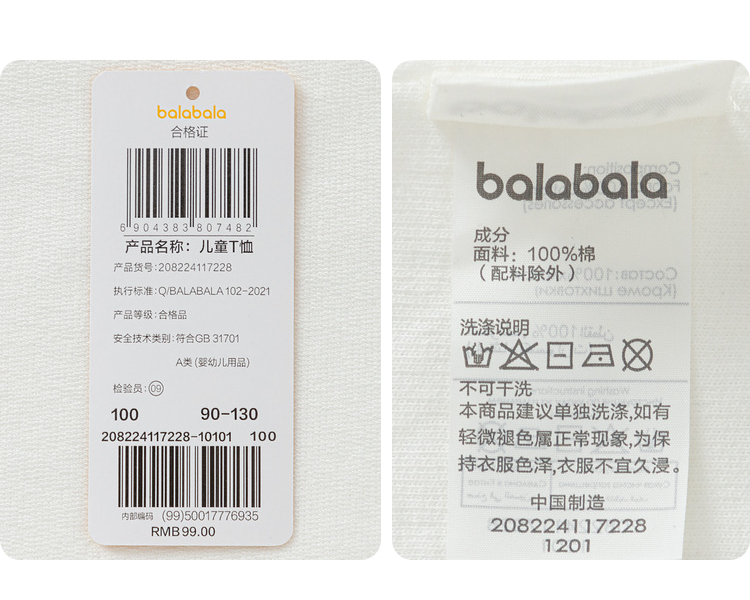 balabala
合格证
6 904383 807482
产品名称：儿童T恤
产品货号:208224117228
执行标准: Q/BALABALA 102-2021
产品等级: 合格品
安全技术类别: 符合GB 31701
A类 (婴幼儿用品)
检验员: 09
100 90-130
208224117228-10101 100
内部编码 (99)50017776935
RMB 99.00
balabala
成分
面料：100%棉
（配料除外）
洗涤说明
不可干洗
本商品建议单独洗涤,如有
轻微褪色属正常现象,为保
持衣服色泽,衣服不宜久浸。
中国制造
208224117228
1201